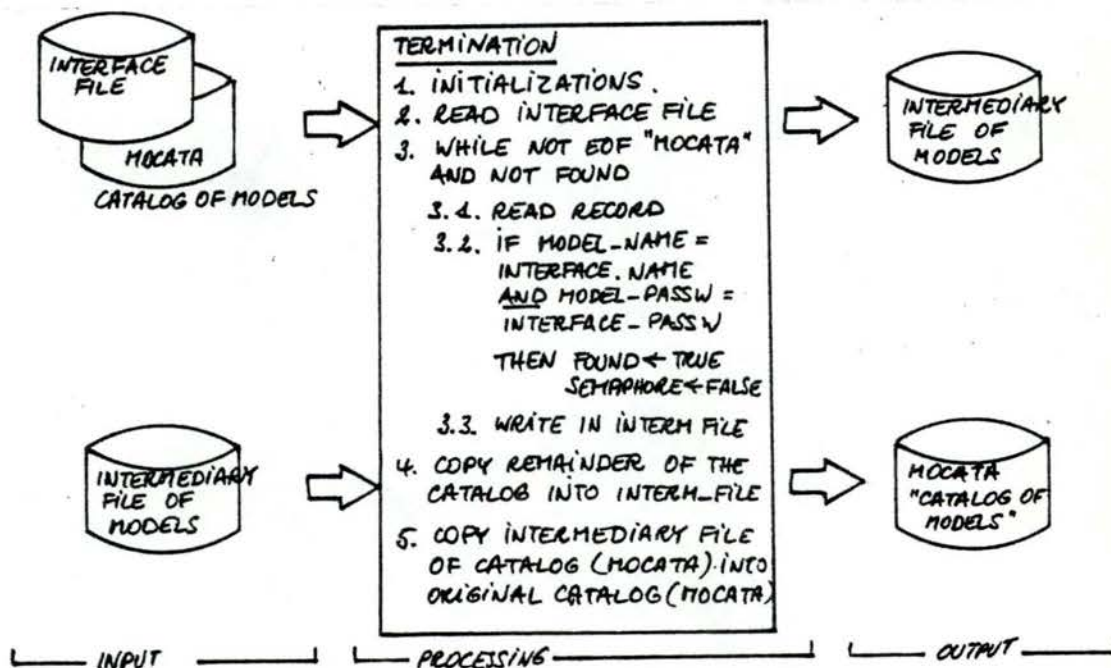 INTERFACE
FILE
MOCATA
CATALOG OF MODELS
INTERMEDIARY
FILE OF
MODELS
TERMINATION
1. INITIALIZATIONS.
2. READ INTERFACE FILE
3. WHILE NOT EOF "MOCATA"
AND NOT FOUND
3.1. READ RECORD
3.2. IF MODEL_NAME =
INTERFACE.NAME
AND MODEL-PASSW =
INTERFACE_PASSW
THEN FOUND ← TRUE
SEMAPHORE ← FALSE
3.3. WRITE IN INTERM FILE
4. COPY REMAINDER OF THE
CATALOG INTO INTERM_FILE
5. COPY INTERMEDIARY FILE
OF CATALOG (MOCATA) INTO
ORIGINAL CATALOG (MOCATA)
INTERMEDIARY
FILE OF
MODELS
MOCATA
"CATALOG OF
MODELS"
INPUT
PROCESSING
OUTPUT